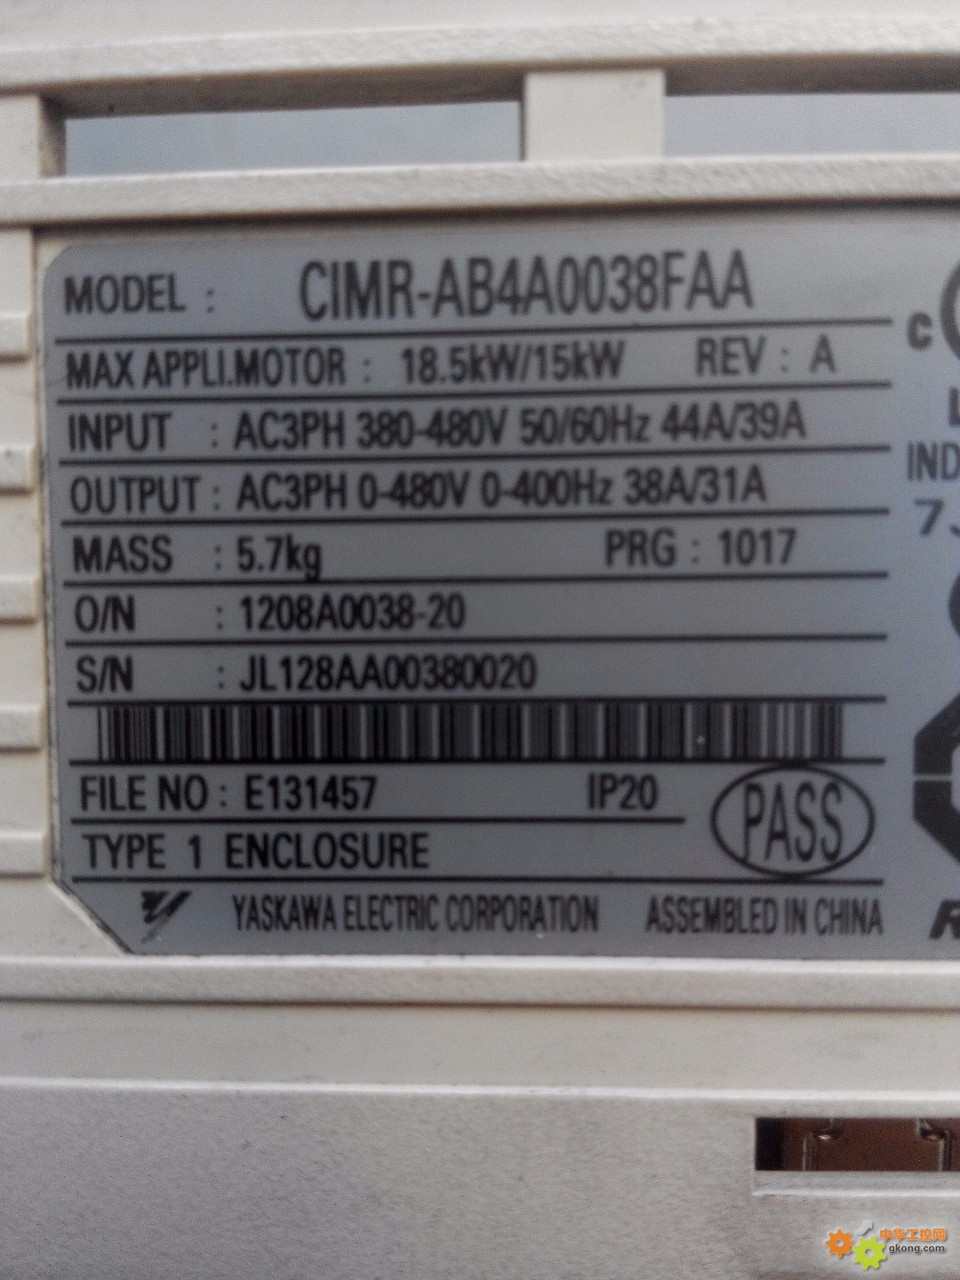 MODEL : CIMR-AB4A0038FAA
MAX APPLI.MOTOR : 18.5kW/15kW REV : A
INPUT : AC3PH 380-480V 50/60Hz 44A/39A
OUTPUT : AC3PH 0-480V 0-400Hz 38A/31A
MASS : 5.7kg PRG : 1017
O/N : 1208A0038-20
S/N : JL128AA00380020
FILE NO : E131457 IP20
PASS
TYPE 1 ENCLOSURE
YASKAWA ELECTRIC CORPORATION ASSEMBLED IN CHINA
c
L
IND
7J
R
中华工控网
gkong.com